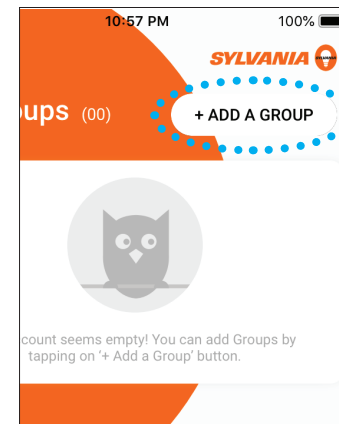 10:57 PM 100%
SYLVANIA
oups (00)
+ ADD A GROUP
count seems empty! You can add Groups by
tapping on '+ Add a Group' button.